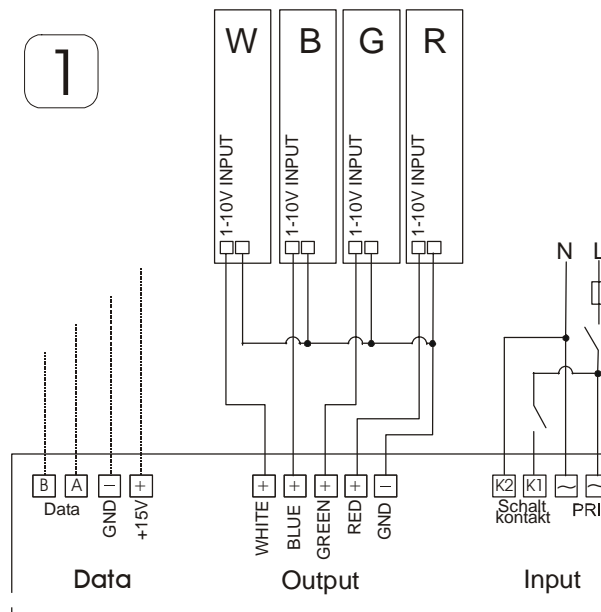 1
W B G R
1-10V INPUT
1-10V INPUT
1-10V INPUT
1-10V INPUT
N L
B A − +
+ + + + −
K2 K1 ~ ~
Data
GND
+15V
WHITE
BLUE
GREEN
RED
GND
Schalt
kontakt
PRI
Data Output Input